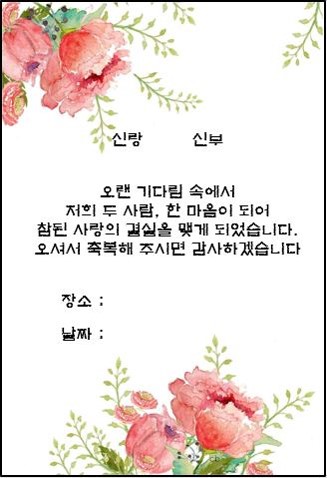 신랑 신부
오랜 기다림 속에서
저희 두 사람, 한 마음이 되어
참된 사랑의 결실을 맺게 되었습니다.
오셔서 축복해 주시면 감사하겠습니다
장소 :
날짜 :